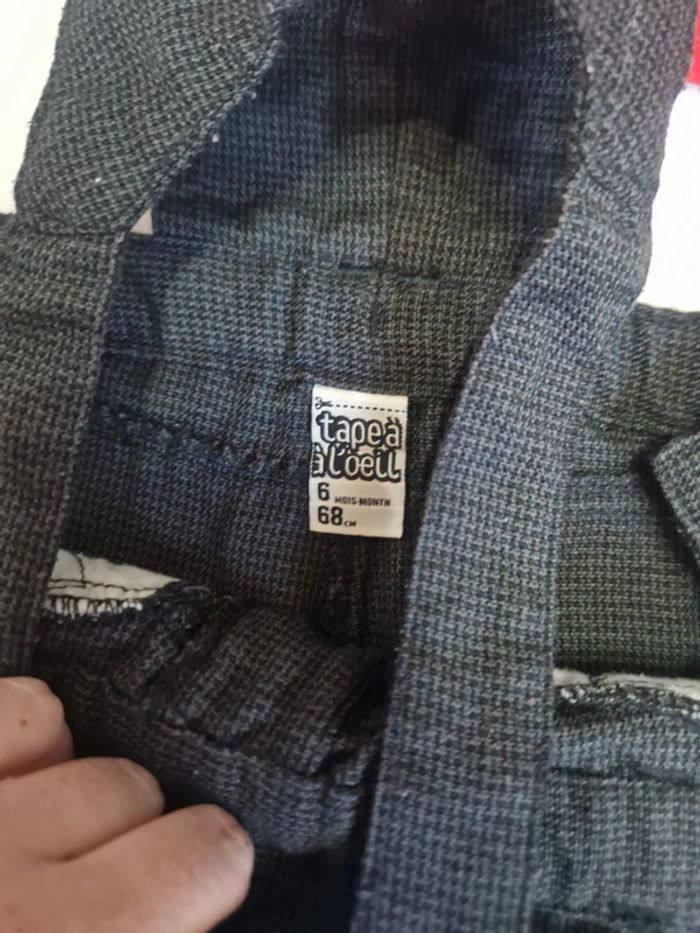 tape à
l'oeil
6 MOIS-MONTH
68 CM